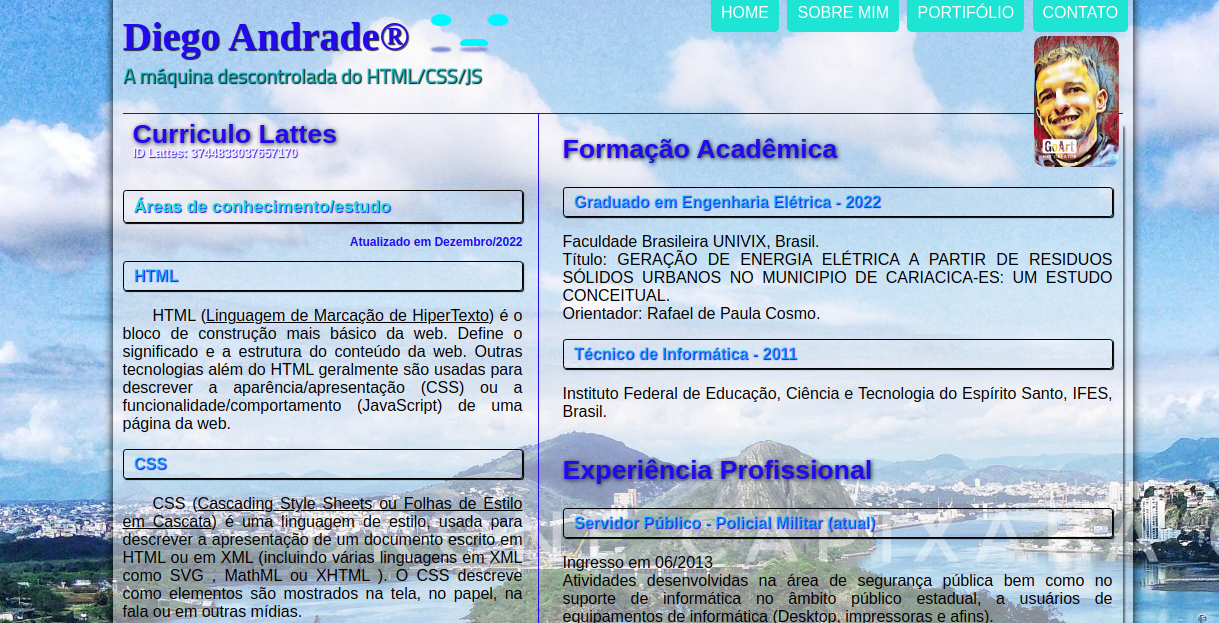 HOME SOBRE MIM PORTIFÓLIO CONTATO
Diego Andrade®
A máquina descontrolada do HTML/CSS/JS
GoArt
Curriculo Lattes
ID Lattes: 3744833037657170
Áreas de conhecimento/estudo
Atualizado em Dezembro/2022
HTML
HTML (Linguagem de Marcação de HiperTexto) é o
bloco de construção mais básico da web. Define o
significado e a estrutura do conteúdo da web. Outras
tecnologias além do HTML geralmente são usadas para
descrever a aparência/apresentação (CSS) ou a
funcionalidade/comportamento (JavaScript) de uma
página da web.
CSS
CSS (Cascading Style Sheets ou Folhas de Estilo
em Cascata) é uma linguagem de estilo, usada para
descrever a apresentação de um documento escrito em
HTML ou em XML (incluindo várias linguagens em XML
como SVG , MathML ou XHTML ). O CSS descreve
como elementos são mostrados na tela, no papel, na
fala ou em outras mídias.
Formação Acadêmica
Graduado em Engenharia Elétrica - 2022
Faculdade Brasileira UNIVIX, Brasil.
Título: GERAÇÃO DE ENERGIA ELÉTRICA A PARTIR DE RESIDUOS
SÓLIDOS URBANOS NO MUNICIPIO DE CARIACICA-ES: UM ESTUDO
CONCEITUAL.
Orientador: Rafael de Paula Cosmo.
Técnico de Informática - 2011
Instituto Federal de Educação, Ciência e Tecnologia do Espírito Santo, IFES,
Brasil.
Experiência Profissional
Servidor Público - Policial Militar (atual)
Ingresso em 06/2013
Atividades desenvolvidas na área de segurança pública bem como no
suporte de informática no âmbito público estadual, a usuários de
equipamentos de informática (Desktop, impressoras e afins).